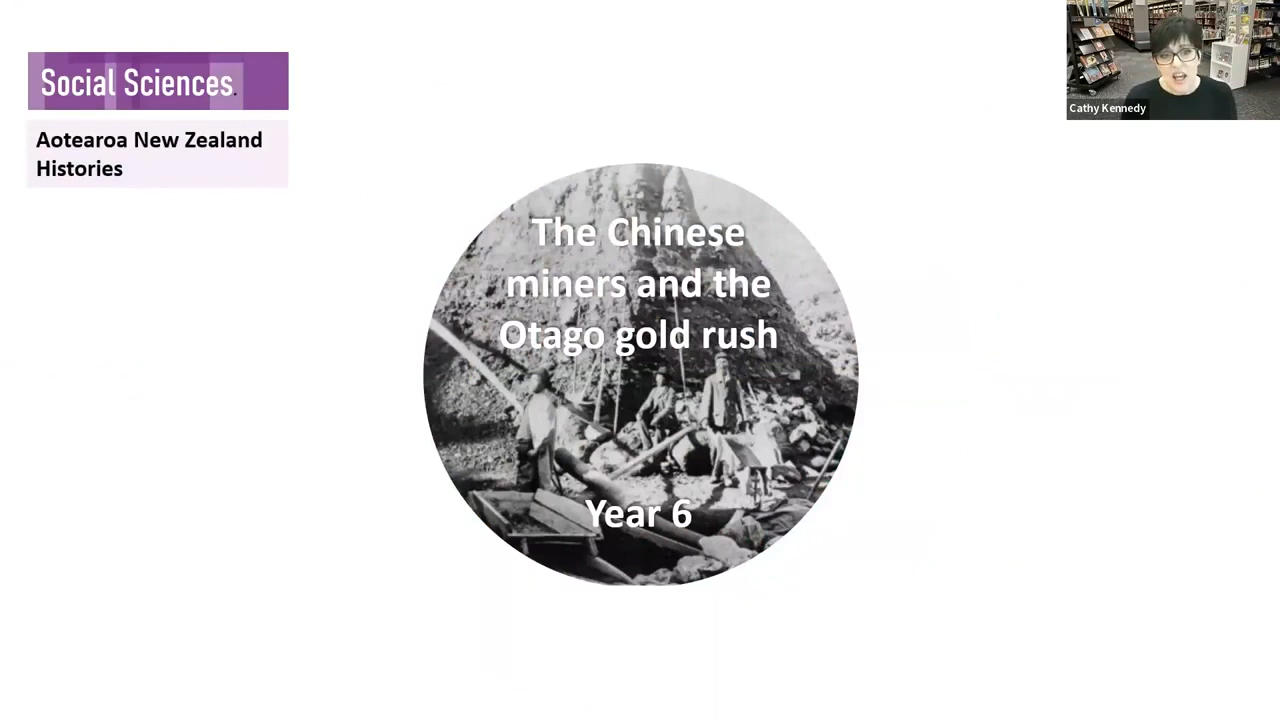 Social Sciences.
Aotearoa New Zealand
Histories
Cathy Kennedy
The Chinese
miners and the
Otago gold rush
Year 6